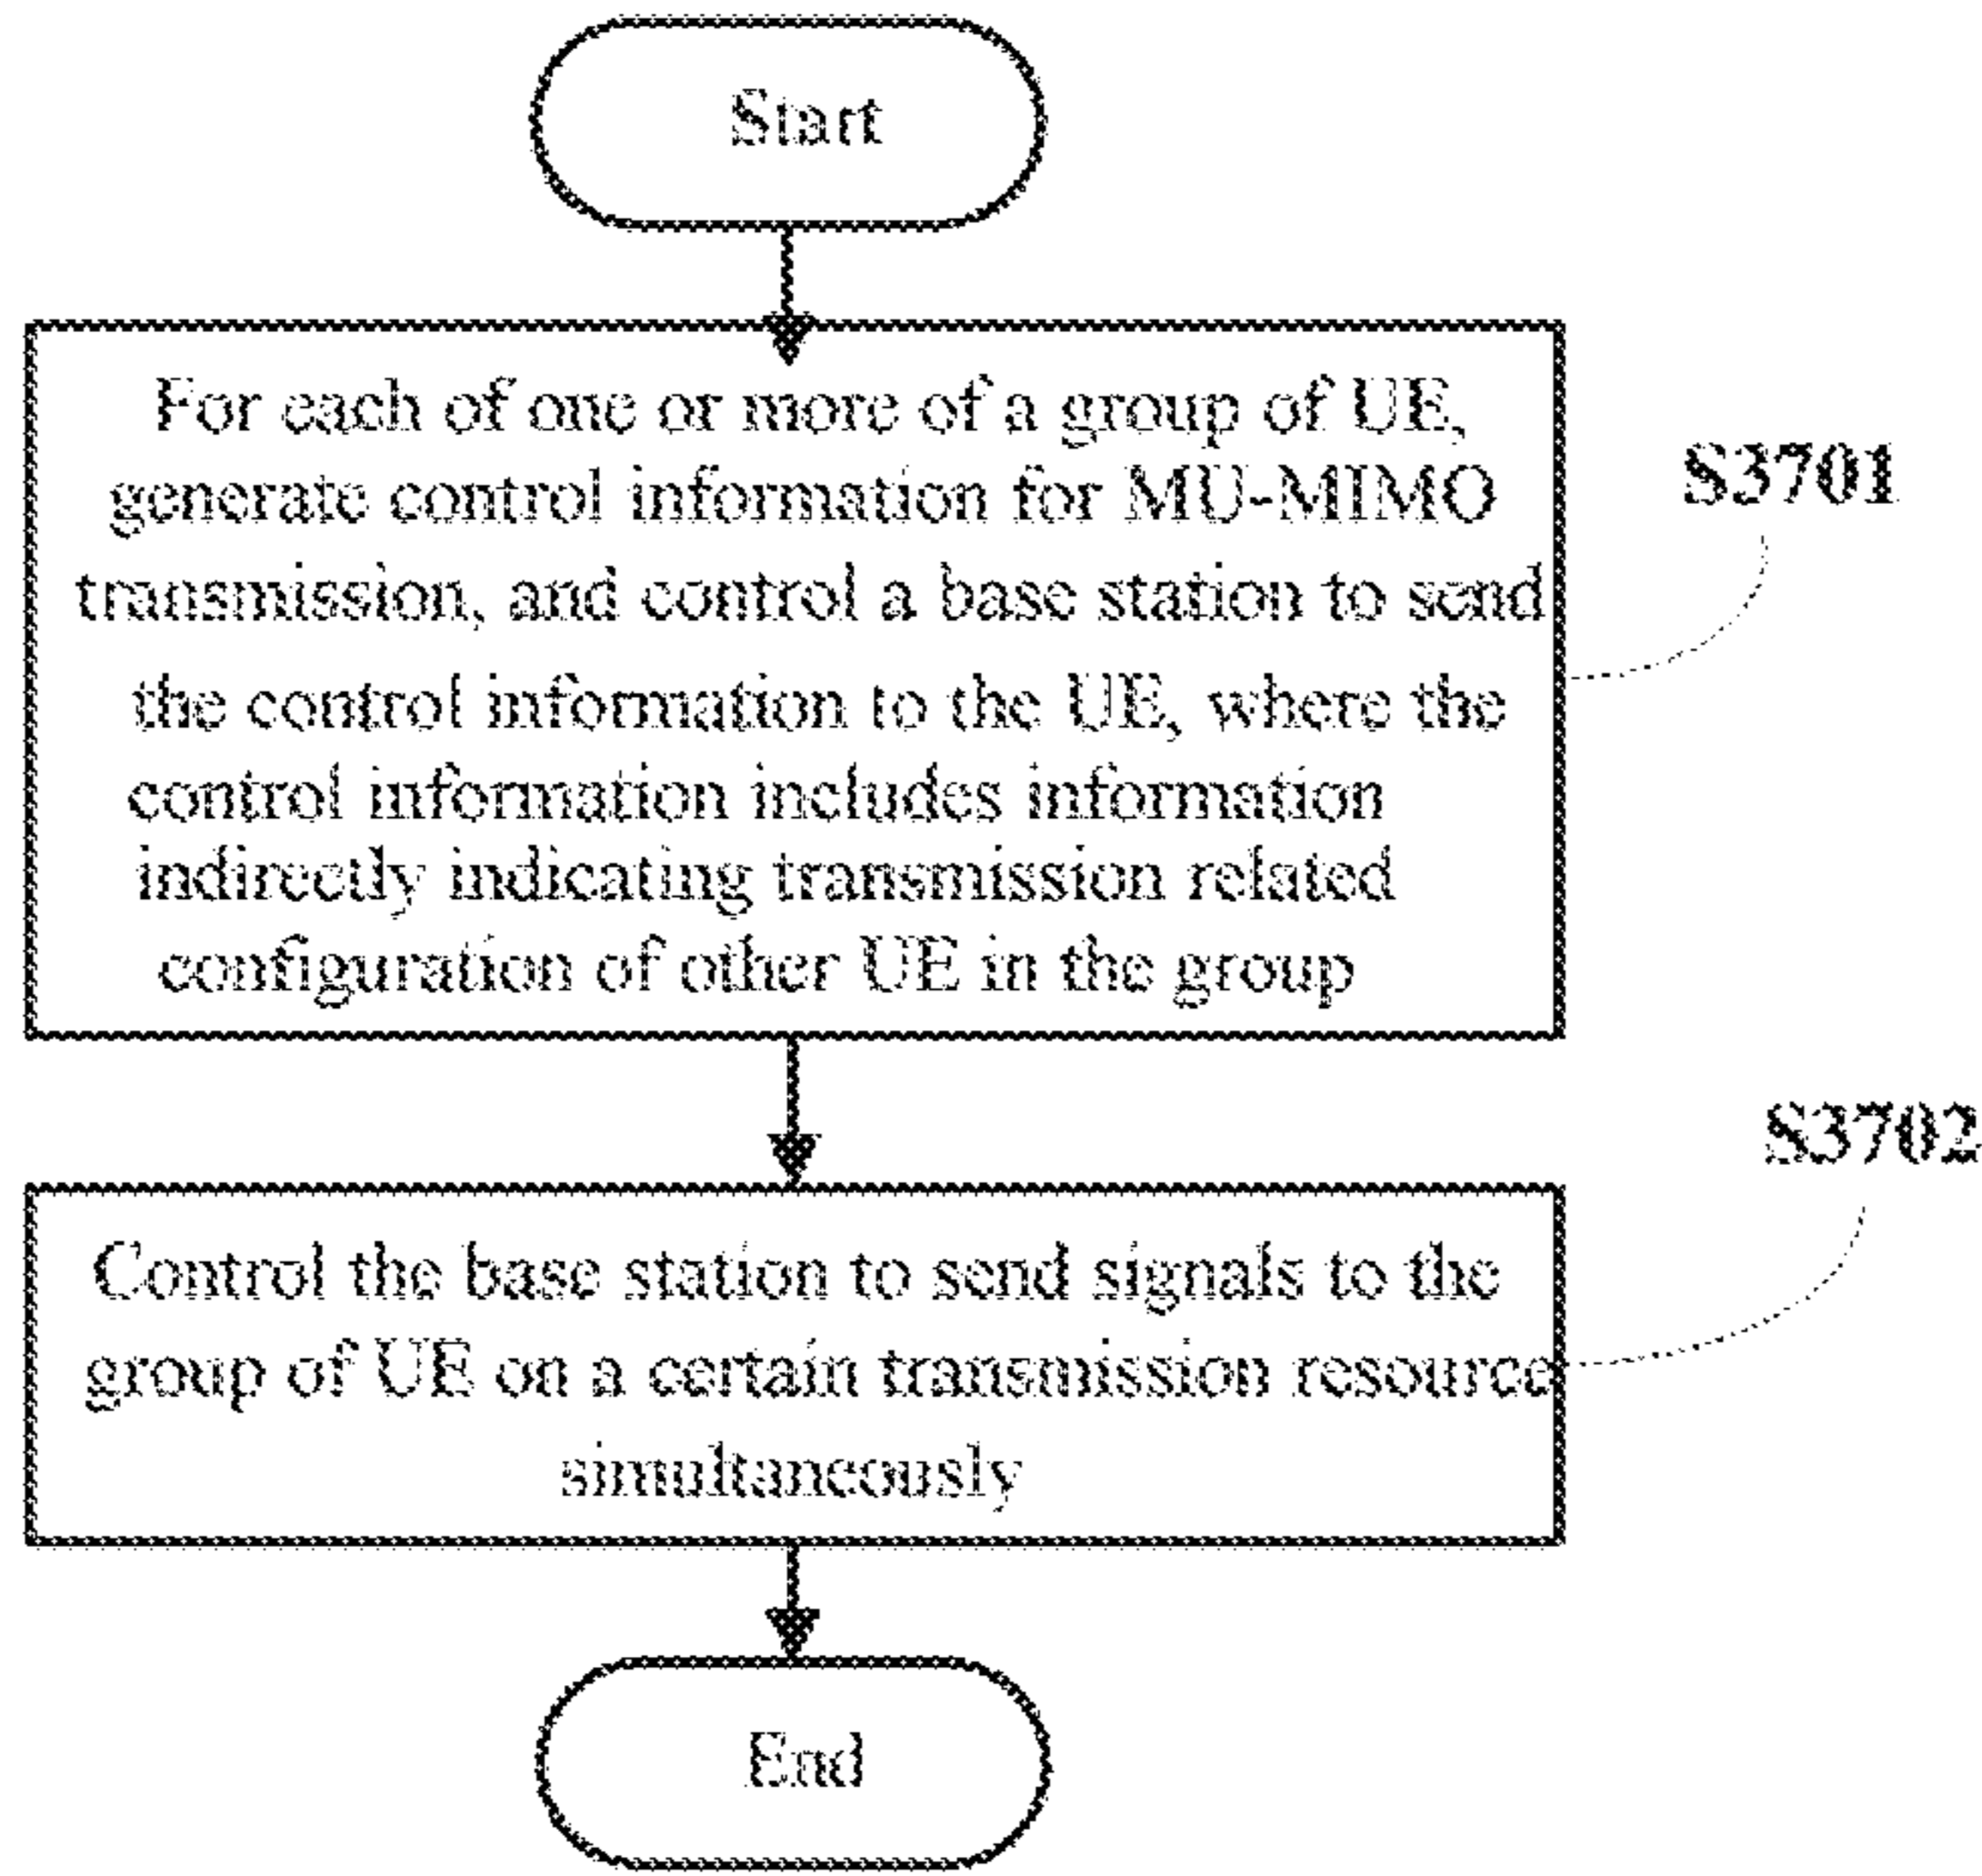 Start
For each of one or more of a group of UE,
generate control information for MU-MIMO
transmission, and control a base station to send
the control information to the UE, where the
control information includes information
indirectly indicating transmission related
configuration of other UE in the group
S3701
S3702
Control the base station to send signals to the
group of UE on a certain transmission resource
simultaneously
End